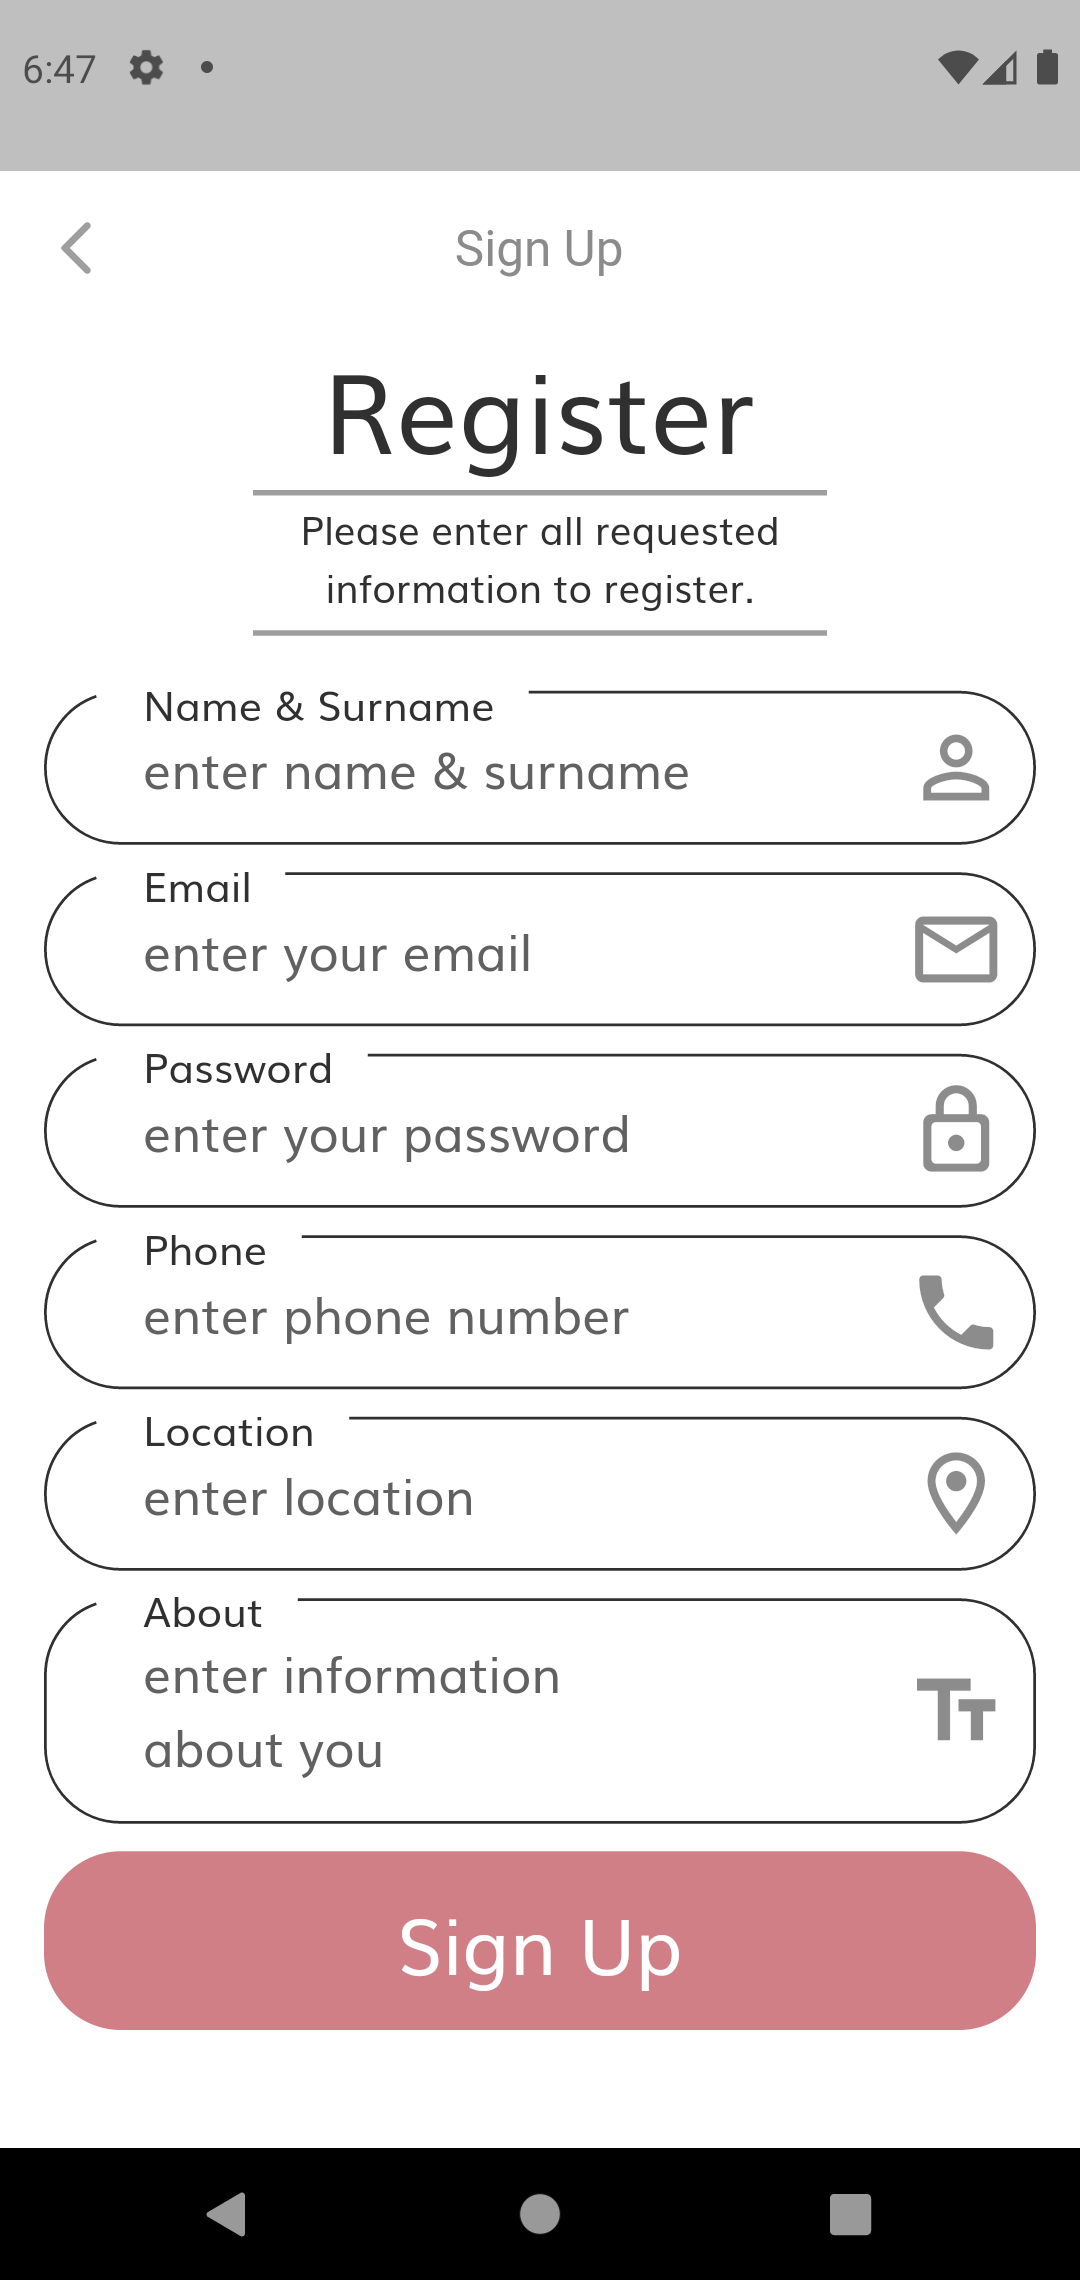 6:47
Sign Up
Register
Please enter all requested
information to register.
Name & Surname
enter name & surname
Email
enter your email
Password
enter your password
Phone
enter phone number
Location
enter location
About
enter information
about you
Sign Up